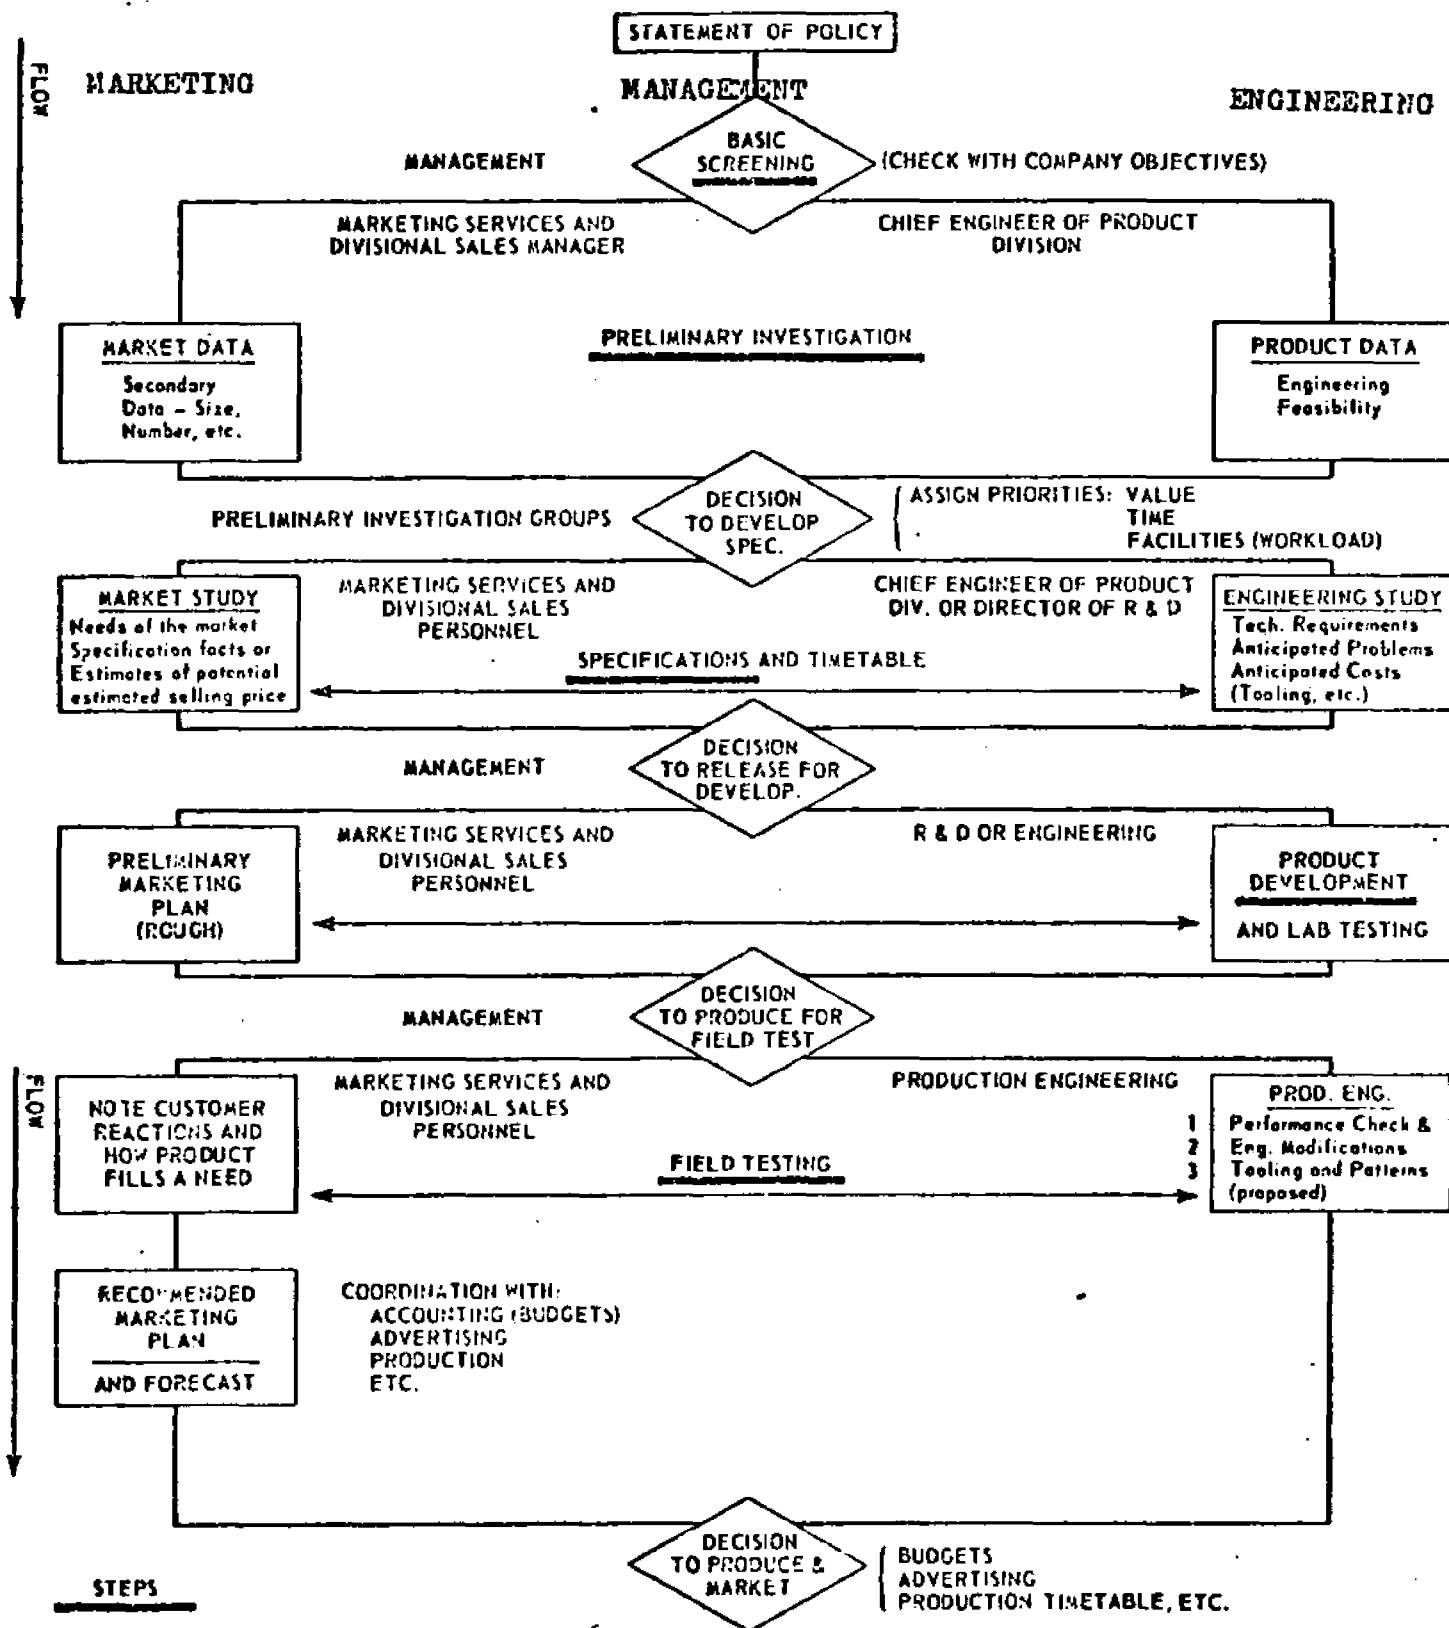 STATEMENT OF POLICY
FLOW
MARKETING
MANAGEMENT
ENGINEERING
BASIC
SCREENING
MANAGEMENT
(CHECK WITH COMPANY OBJECTIVES)
MARKETING SERVICES AND
DIVISIONAL SALES MANAGER
CHIEF ENGINEER OF PRODUCT
DIVISION
MARKET DATA
Secondary
Data – Size,
Number, etc.
PRELIMINARY INVESTIGATION
PRODUCT DATA
Engineering
Feasibility
PRELIMINARY INVESTIGATION GROUPS
DECISION
TO DEVELOP
SPEC.
ASSIGN PRIORITIES: VALUE
TIME
FACILITIES (WORKLOAD)
MARKET STUDY
Needs of the market
Specification facts or
Estimates of potential
estimated selling price
MARKETING SERVICES AND
DIVISIONAL SALES
PERSONNEL
CHIEF ENGINEER OF PRODUCT
DIV. OR DIRECTOR OF R & D
SPECIFICATIONS AND TIMETABLE
ENGINEERING STUDY
Tech. Requirements
Anticipated Problems
Anticipated Costs
(Tooling, etc.)
MANAGEMENT
DECISION
TO RELEASE FOR
DEVELOP.
PRELIMINARY
MARKETING
PLAN
(ROUGH)
MARKETING SERVICES AND
DIVISIONAL SALES
PERSONNEL
R & D OR ENGINEERING
PRODUCT
DEVELOPMENT
AND LAB TESTING
MANAGEMENT
DECISION
TO PRODUCE FOR
FIELD TEST
FLOW
NOTE CUSTOMER
REACTIONS AND
HOW PRODUCT
FILLS A NEED
MARKETING SERVICES AND
DIVISIONAL SALES
PERSONNEL
FIELD TESTING
PRODUCTION ENGINEERING
PROD. ENG.
1 Performance Check &
2 Eng. Modifications
3 Tooling and Patterns
(proposed)
RECOMMENDED
MARKETING
PLAN
AND FORECAST
COORDINATION WITH:
ACCOUNTING (BUDGETS)
ADVERTISING
PRODUCTION
ETC.
DECISION
TO PRODUCE &
MARKET
BUDGETS
ADVERTISING
PRODUCTION TIMETABLE, ETC.
STEPS